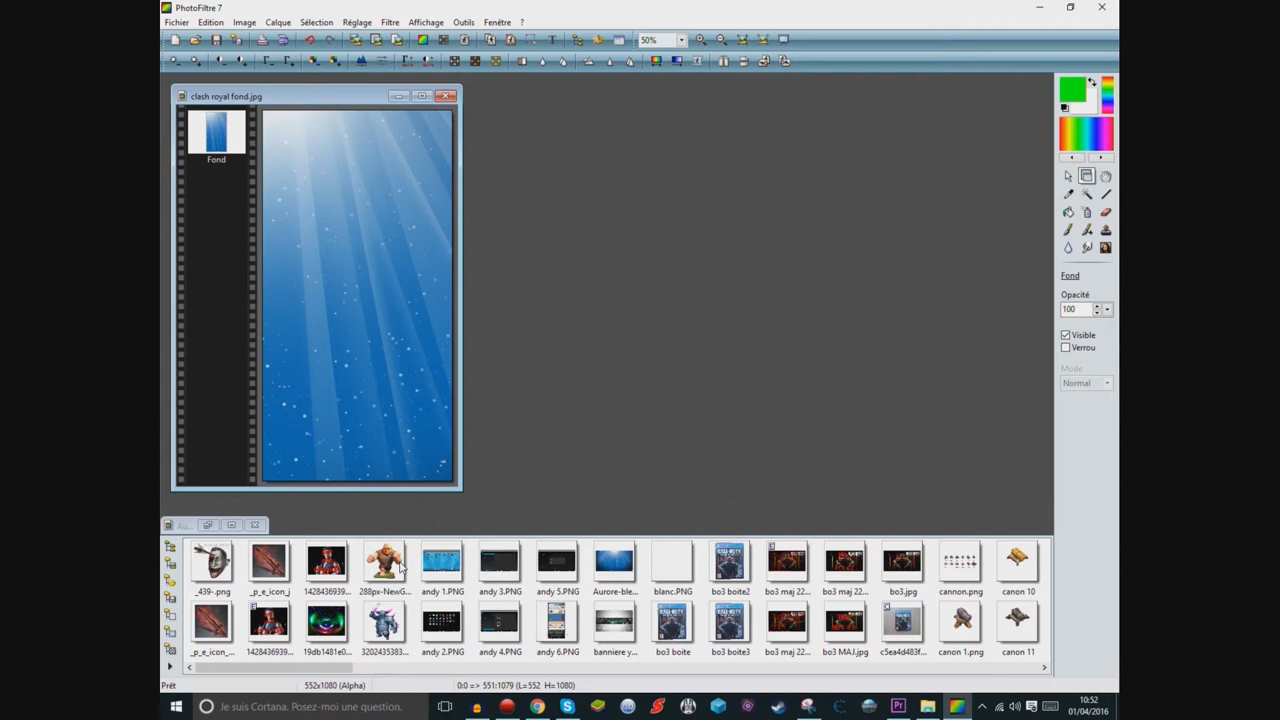 PhotoFiltre 7
Fichier Edition Image Calque Sélection Réglage Filtre Affichage Outils Fenêtre ?
50%
clash royal fond.jpg
Fond
Fond
Opacité
100
Visible
Verrou
Mode
Normal
Au...
_439-.png _p_e_icon_j 1428436939... 288px-NewG... andy 1.PNG andy 3.PNG andy 5.PNG Aurore-ble... blanc.PNG bo3 boite2 bo3 maj 22... bo3 maj 22... bo3.jpg cannon.png canon 10
_p_e_icon_... 1428436939... 19db1481e0... 3202435383... andy 2.PNG andy 4.PNG andy 6.PNG banniere y... bo3 boite bo3 boite3 bo3 maj 22... bo3 MAJ.jpg c5ea4d483f... canon 1.png canon 11
Prêt 552x1080 (Alpha) 0:0 => 551:1079 (L=552 H=1080)
Je suis Cortana. Posez-moi une question.
Pr
10:52
01/04/2016